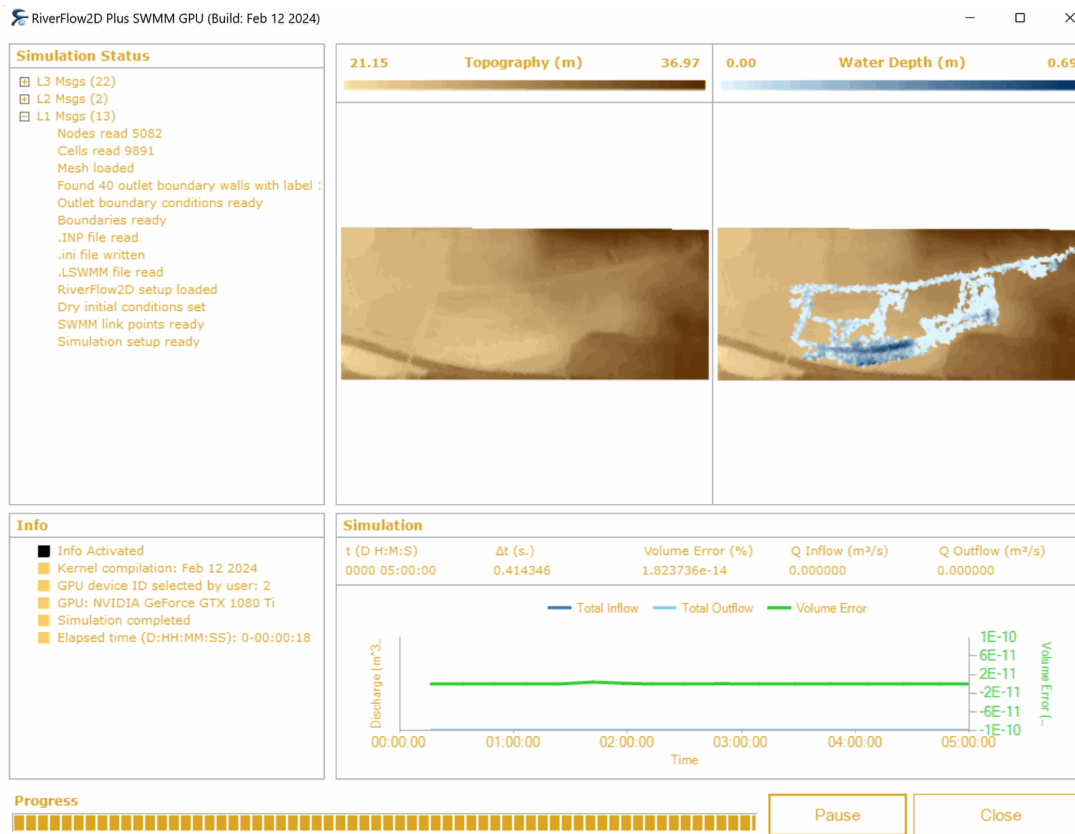 RiverFlow2D Plus SWMM GPU (Build: Feb 12 2024)
Simulation Status
L3 Msgs (22)
L2 Msgs (2)
L1 Msgs (13)
Nodes read 5082
Cells read 9891
Mesh loaded
Found 40 outlet boundary walls with label :
Outlet boundary conditions ready
Boundaries ready
.INP file read
.ini file written
.LSWMM file read
RiverFlow2D setup loaded
Dry initial conditions set
SWMM link points ready
Simulation setup ready
21.15 Topography (m) 36.97
0.00 Water Depth (m) 0.69
Info
Info Activated
Kernel compilation: Feb 12 2024
GPU device ID selected by user: 2
GPU: NVIDIA GeForce GTX 1080 Ti
Simulation completed
Elapsed time (D:HH:MM:SS): 0-00:00:18
Simulation
t (D H:M:S) Δt (s.) Volume Error (%) Q Inflow (m³/s) Q Outflow (m³/s)
0000 05:00:00 0.414346 1.823736e-14 0.000000 0.000000
Total Inflow Total Outflow Volume Error
Discharge (m^3...
1E-10
6E-11
2E-11
-2E-11
-6E-11
-1E-10
Volume Error (..
00:00:00 01:00:00 02:00:00 03:00:00 04:00:00 05:00:00
Time
Progress
Pause
Close